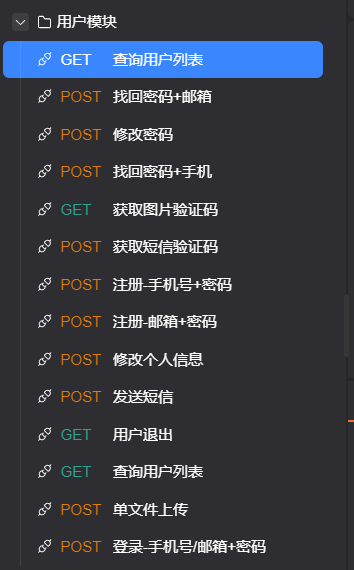 用户模块
GET 查询用户列表
POST 找回密码+邮箱
POST 修改密码
POST 找回密码+手机
GET 获取图片验证码
POST 获取短信验证码
POST 注册-手机号+密码
POST 注册-邮箱+密码
POST 修改个人信息
POST 发送短信
GET 用户退出
GET 查询用户列表
POST 单文件上传
POST 登录-手机号/邮箱+密码